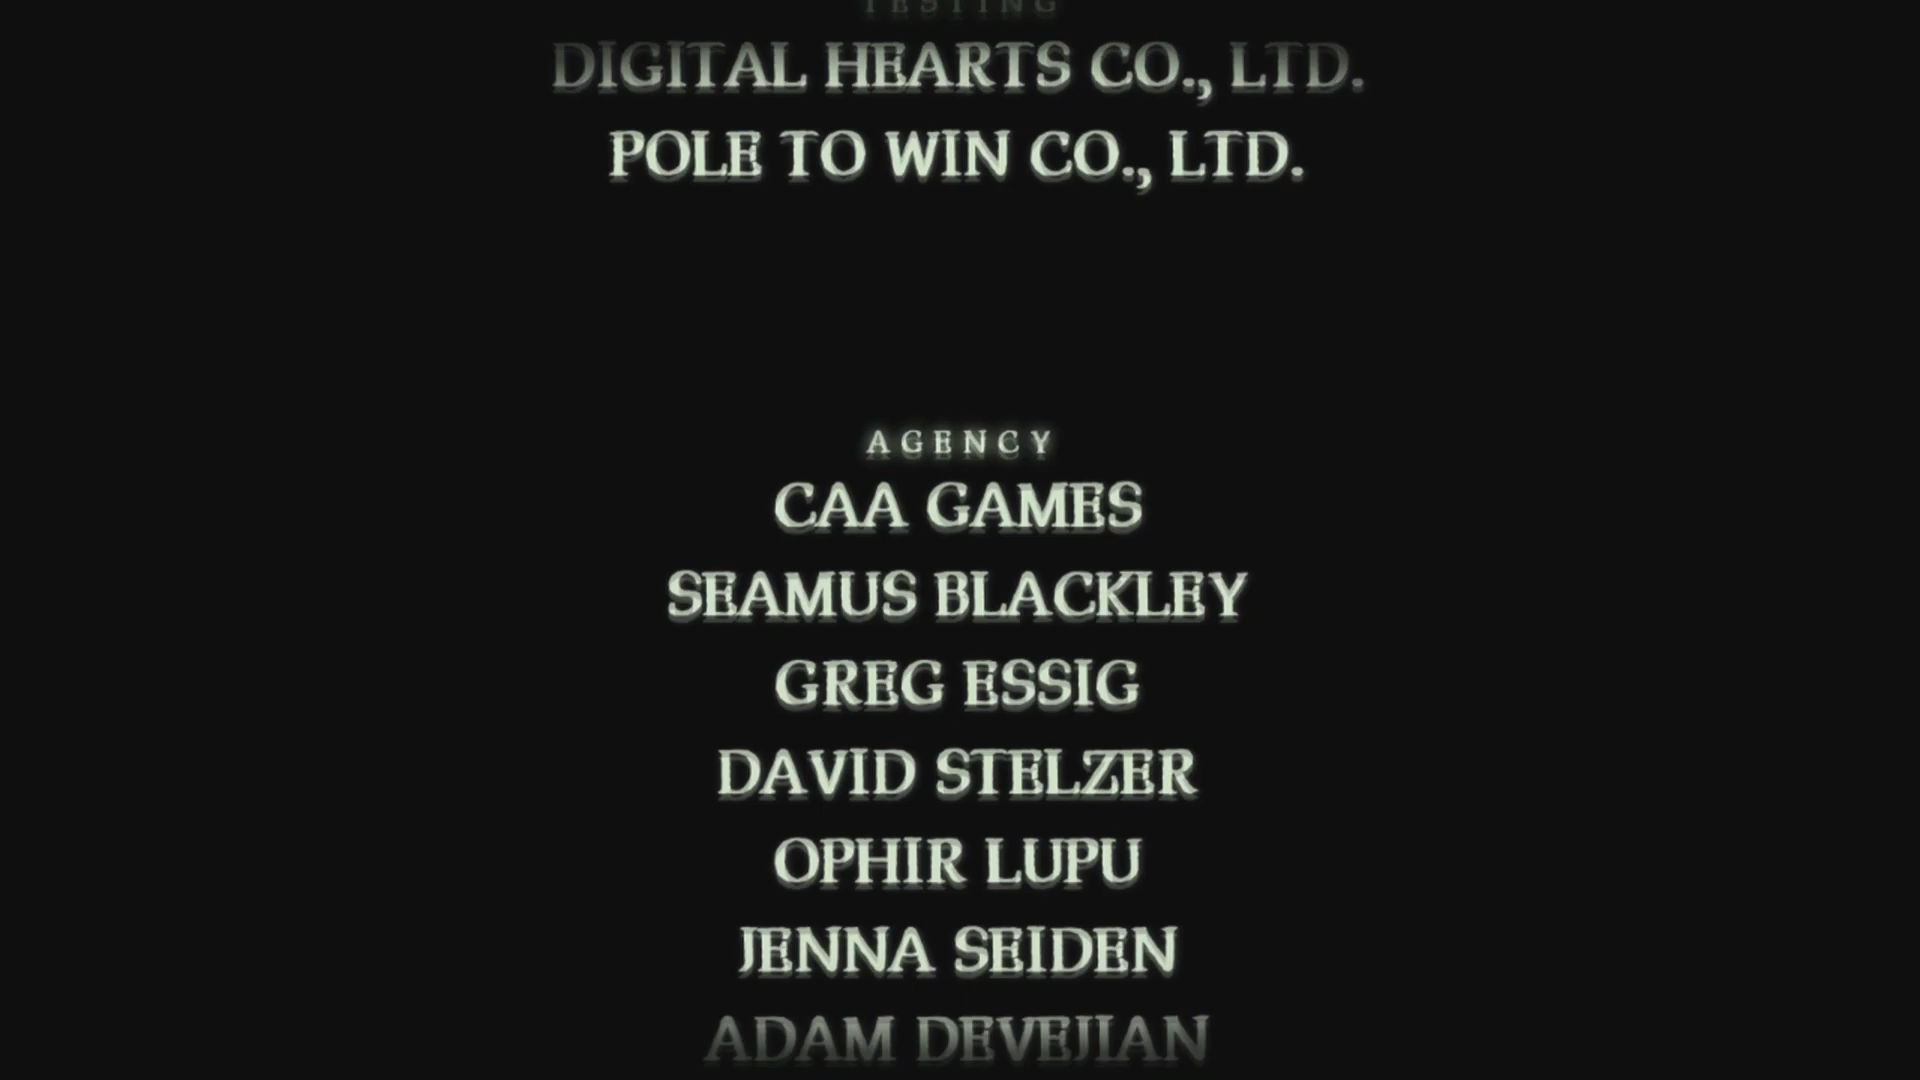 TESTING
DIGITAL HEARTS CO., LTD.
POLE TO WIN CO., LTD.
AGENCY
CAA GAMES
SEAMUS BLACKLEY
GREG ESSIG
DAVID STELZER
OPHIR LUPU
JENNA SEIDEN
ADAM DEVEJIAN